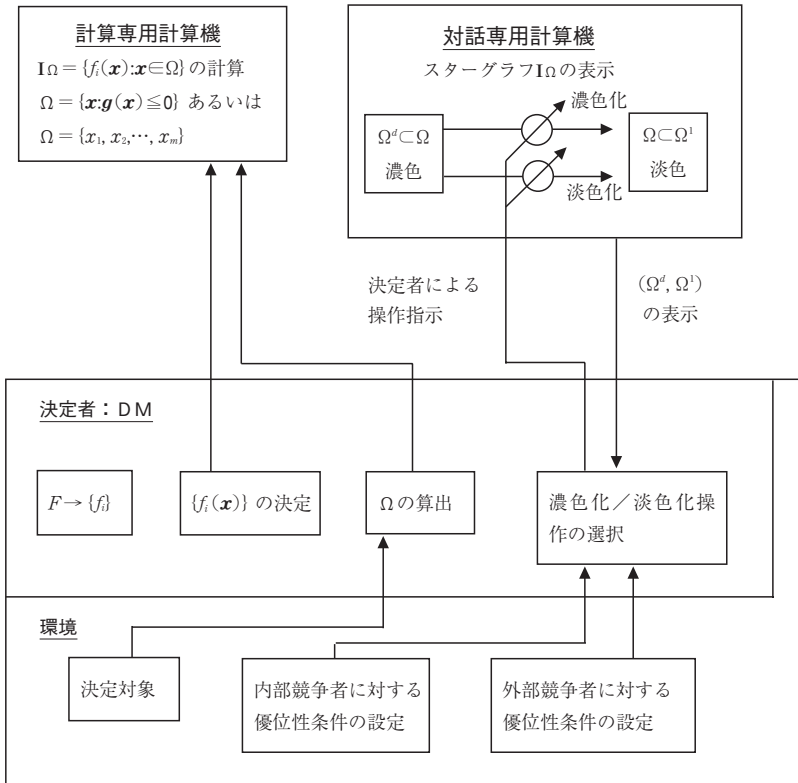 計算専用計算機
IΩ = {fᵢ(x):x∈Ω} の計算
Ω = {x:g(x)≦0} あるいは
Ω = {x₁, x₂,…, xₘ}
対話専用計算機
スターグラフIΩの表示
濃色化
Ωᵈ⊂Ω
濃色
Ω⊂Ω¹
淡色
淡色化
決定者による
操作指示
(Ωᵈ, Ω¹)
の表示
決定者：DM
F→{fᵢ}
{fᵢ(x)} の決定
Ωの算出
濃色化／淡色化操
作の選択
環境
決定対象
内部競争者に対する
優位性条件の設定
外部競争者に対する
優位性条件の設定